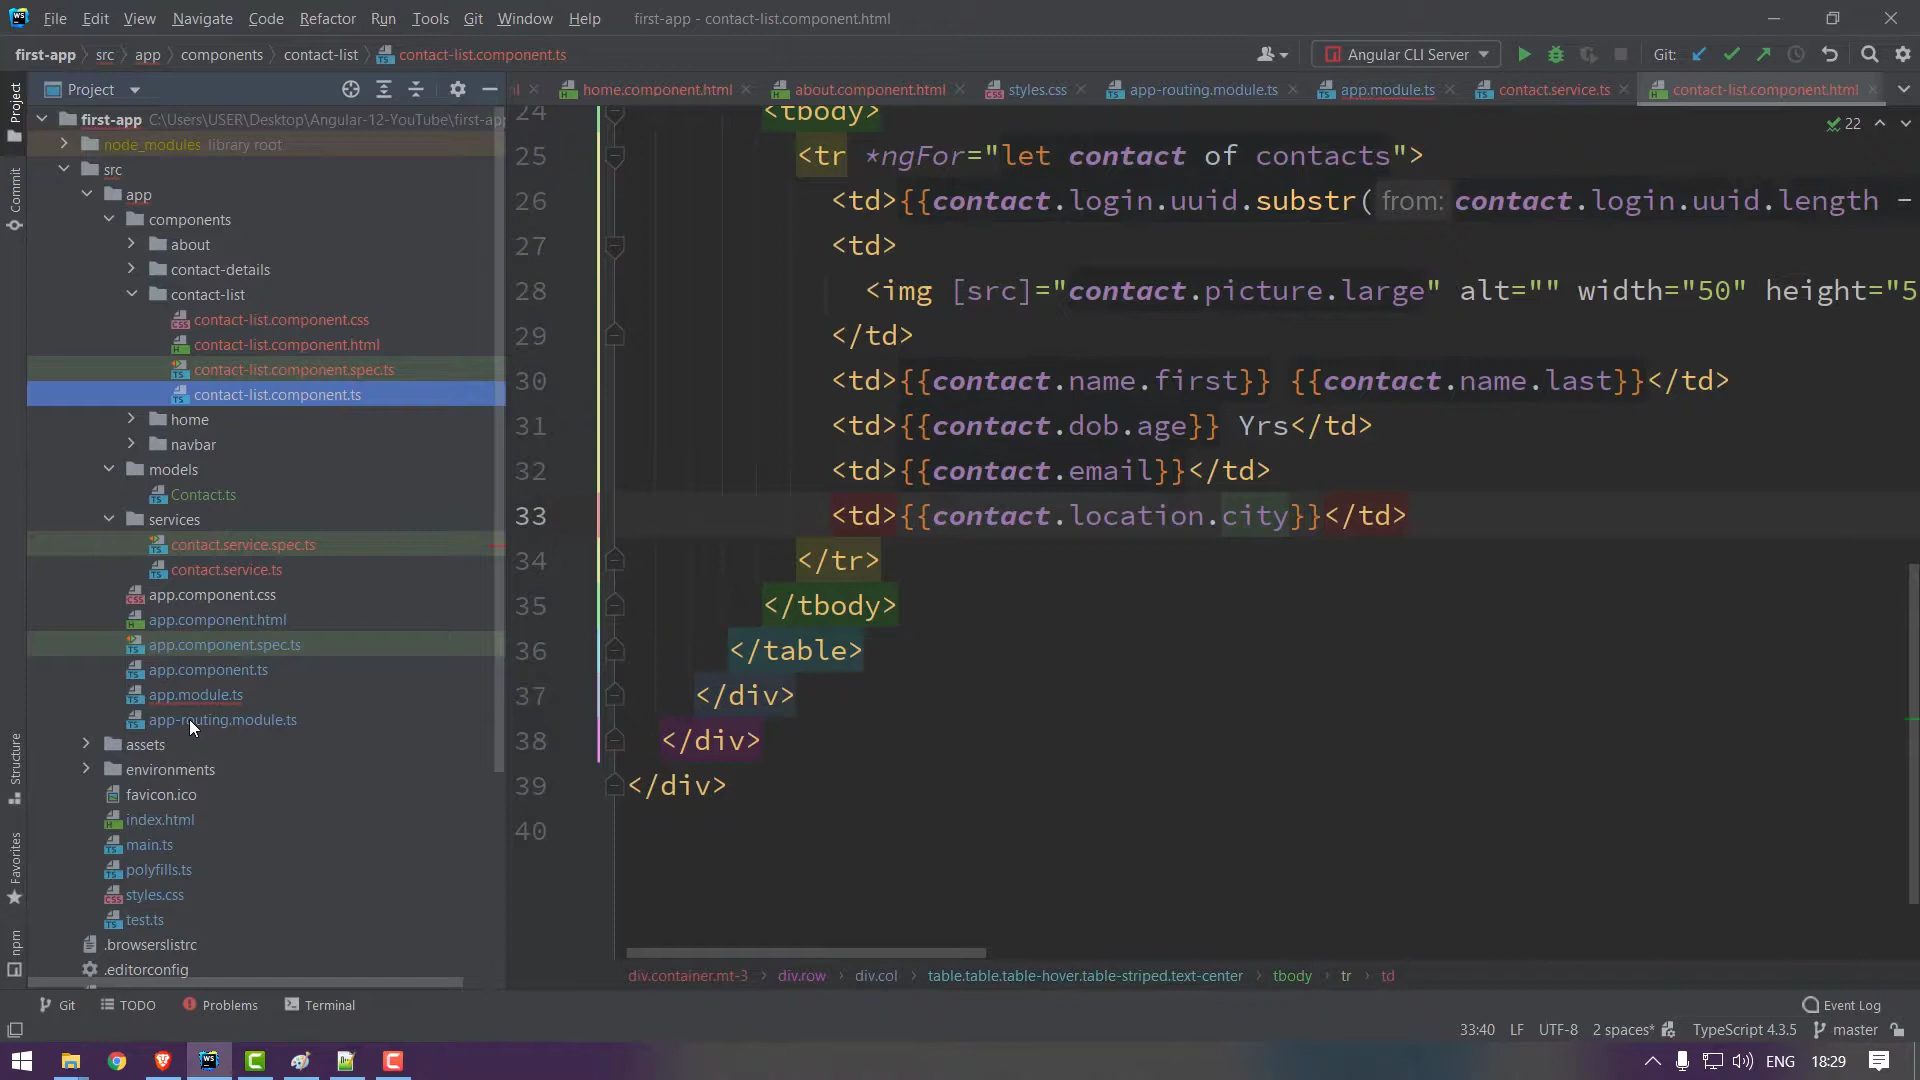 File Edit View Navigate Code Refactor Run Tools Git Window Help first-app - contact-list.component.html
first-app src app components contact-list contact-list.component.ts Angular CLI Server Git:
Project
home.component.html about.component.html styles.css app-routing.module.ts app.module.ts contact.service.ts contact-list.component.html
first-app C:\Users\USER\Desktop\Angular-12-YouTube\first-app
node_modules library root
src
app
components
about
contact-details
contact-list
contact-list.component.css
contact-list.component.html
contact-list.component.spec.ts
contact-list.component.ts
home
navbar
models
Contact.ts
services
contact.service.spec.ts
contact.service.ts
app.component.css
app.component.html
app.component.spec.ts
app.component.ts
app.module.ts
app-routing.module.ts
assets
environments
favicon.ico
index.html
main.ts
polyfills.ts
styles.css
test.ts
.browserslistrc
.editorconfig
Project
Commit
Structure
Favorites
npm
22
24 <tbody>
25 <tr *ngFor="let contact of contacts">
26 <td>{{contact.login.uuid.substr( from: contact.login.uuid.length -
27 <td>
28 <img [src]="contact.picture.large" alt="" width="50" height="5
29 </td>
30 <td>{{contact.name.first}} {{contact.name.last}}</td>
31 <td>{{contact.dob.age}} Yrs</td>
32 <td>{{contact.email}}</td>
33 <td>{{contact.location.city}}</td>
34 </tr>
35 </tbody>
36 </table>
37 </div>
38 </div>
39 </div>
40
div.container.mt-3 div.row div.col table.table.table-hover.table-striped.text-center tbody tr td
Git TODO Problems Terminal Event Log
33:40 LF UTF-8 2 spaces* TypeScript 4.3.5 master
ENG 18:29